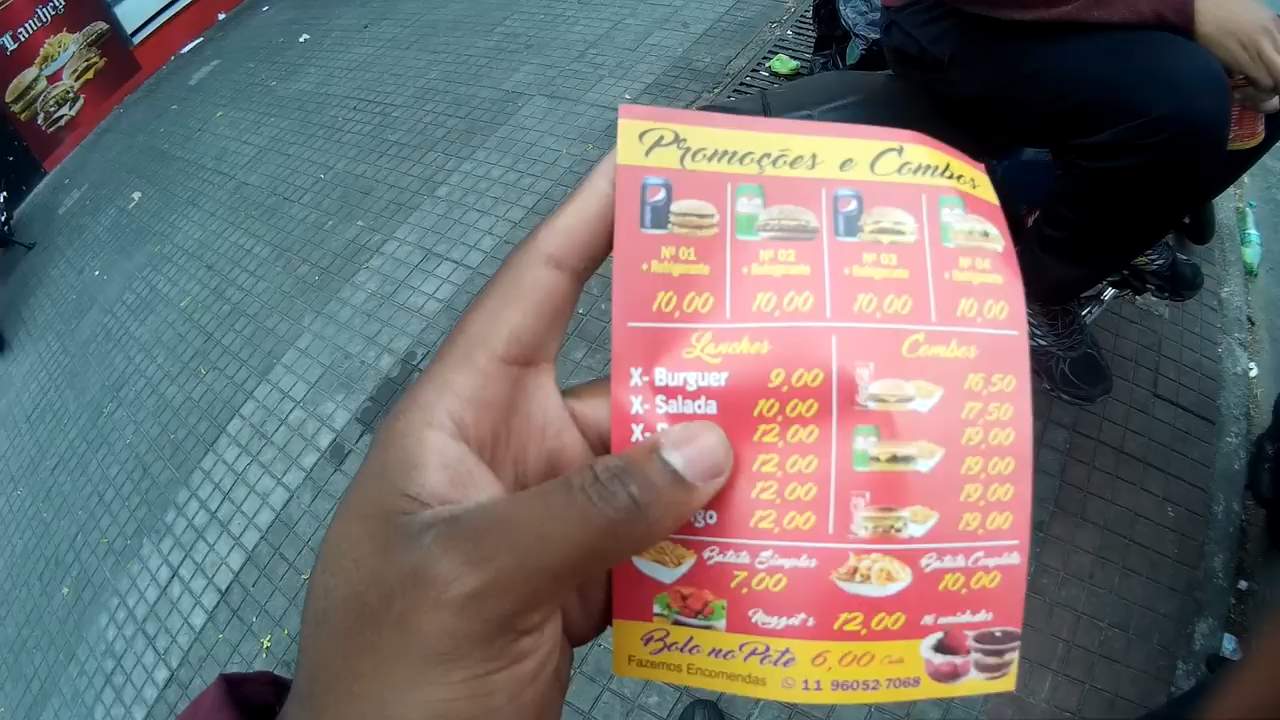 Lanches
Promoções e Combos
Nº 01
+ Refrigerante
10,00
Nº 02
+ Refrigerante
10,00
Nº 03
+ Refrigerante
10,00
Nº 04
+ Refrigerante
10,00
Lanches
X- Burguer 9,00
X- Salada 10,00
X- 12,00
12,00
12,00
12,00
Combos
16,50
17,50
19,00
19,00
19,00
19,00
Batata Simples
7,00
Batata Completa
10,00
Nugget's 12,00 16 unidades
Bolo no Pote 6,00 Cada
Fazemos Encomendas
11 96052-7068